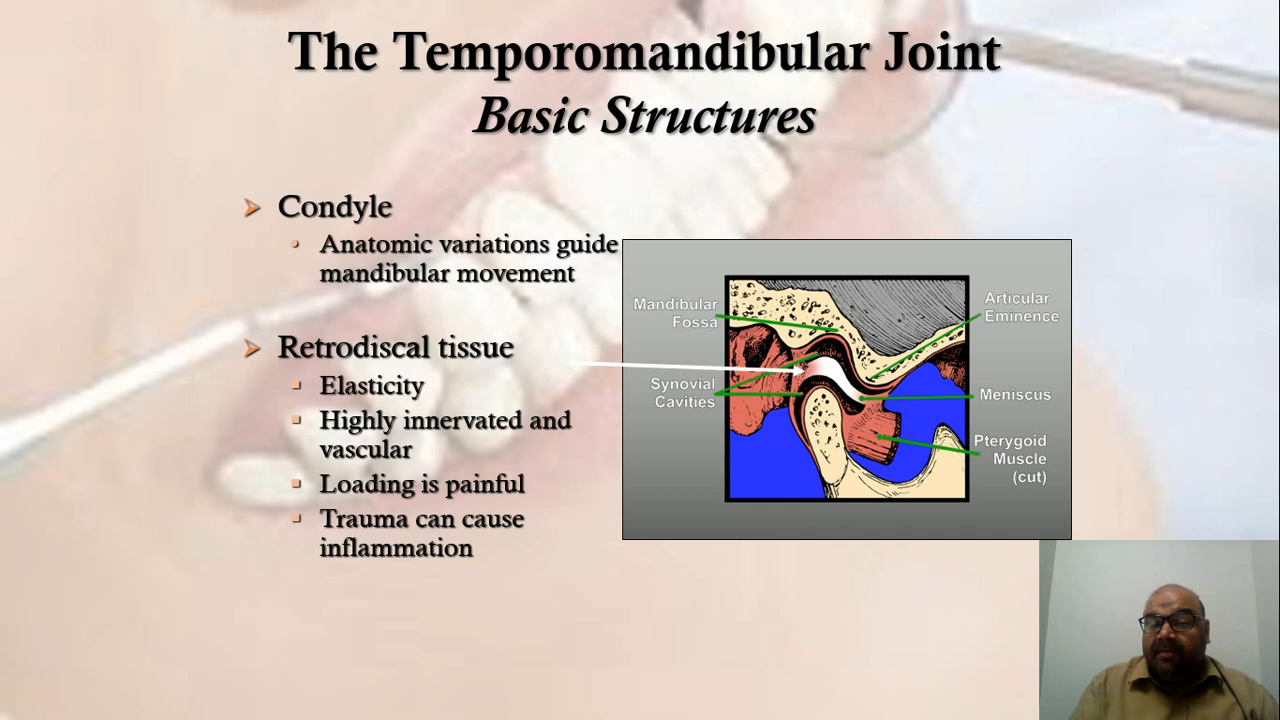 The Temporomandibular Joint
Basic Structures
Condyle
Anatomic variations guide
mandibular movement
Retrodiscal tissue
Elasticity
Highly innervated and
vascular
Loading is painful
Trauma can cause
inflammation
Mandibular
Fossa
Synovial
Cavities
Articular
Eminence
Meniscus
Pterygoid
Muscle
(cut)